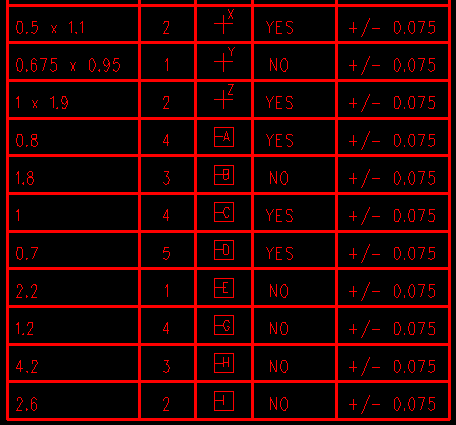 0.5 x 1.1 2 X YES +/- 0.075
0.675 x 0.95 1 Y NO +/- 0.075
1 x 1.9 2 Z YES +/- 0.075
0.8 4 A YES +/- 0.075
1.8 3 B NO +/- 0.075
1 4 C YES +/- 0.075
0.7 5 D YES +/- 0.075
2.2 1 E NO +/- 0.075
1.2 4 G NO +/- 0.075
4.2 3 H NO +/- 0.075
2.6 2 I NO +/- 0.075